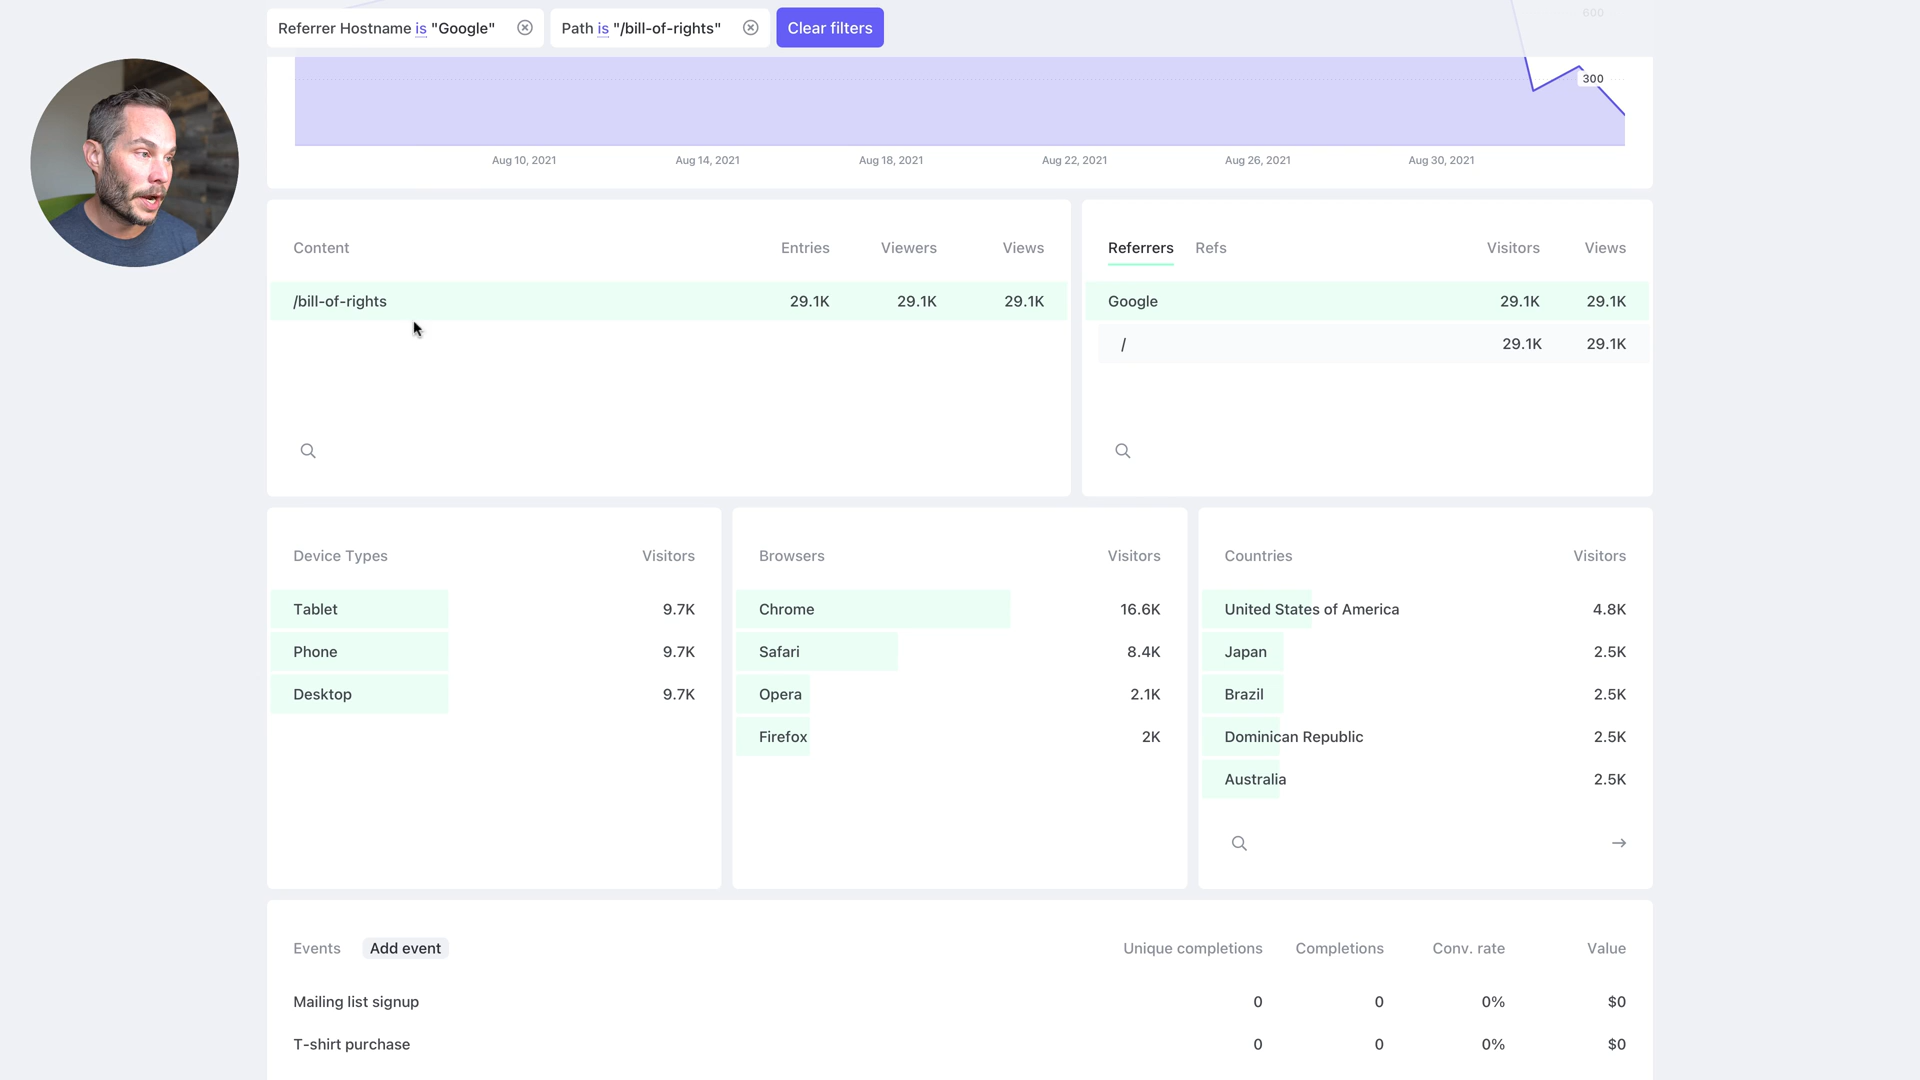 Referrer Hostname is "Google"
Path is "/bill-of-rights"
Clear filters
600
300
Aug 10, 2021
Aug 14, 2021
Aug 18, 2021
Aug 22, 2021
Aug 26, 2021
Aug 30, 2021
Content Entries Viewers Views
/bill-of-rights 29.1K 29.1K 29.1K
Referrers Refs Visitors Views
Google 29.1K 29.1K
/ 29.1K 29.1K
Device Types Visitors
Tablet 9.7K
Phone 9.7K
Desktop 9.7K
Browsers Visitors
Chrome 16.6K
Safari 8.4K
Opera 2.1K
Firefox 2K
Countries Visitors
United States of America 4.8K
Japan 2.5K
Brazil 2.5K
Dominican Republic 2.5K
Australia 2.5K
Events Add event Unique completions Completions Conv. rate Value
Mailing list signup 0 0 0% $0
T-shirt purchase 0 0 0% $0